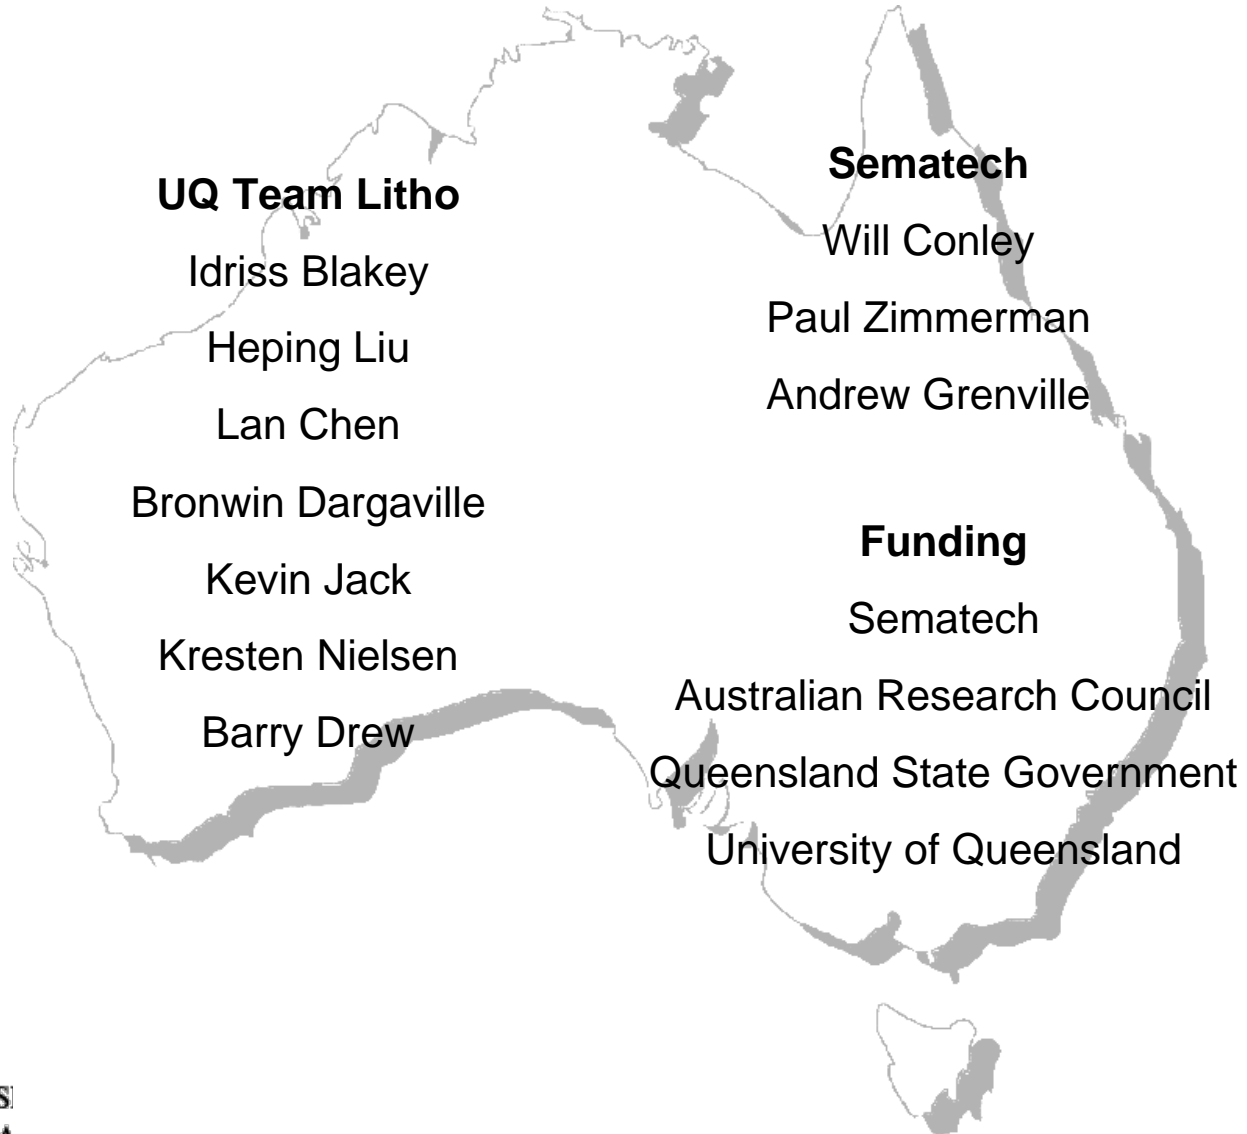 UQ Team Litho
Idriss Blakey
Heping Liu
Lan Chen
Bronwin Dargaville
Kevin Jack
Kresten Nielsen
Barry Drew
Sematech
Will Conley
Paul Zimmerman
Andrew Grenville
Funding
Sematech
Australian Research Council
Queensland State Government
University of Queensland